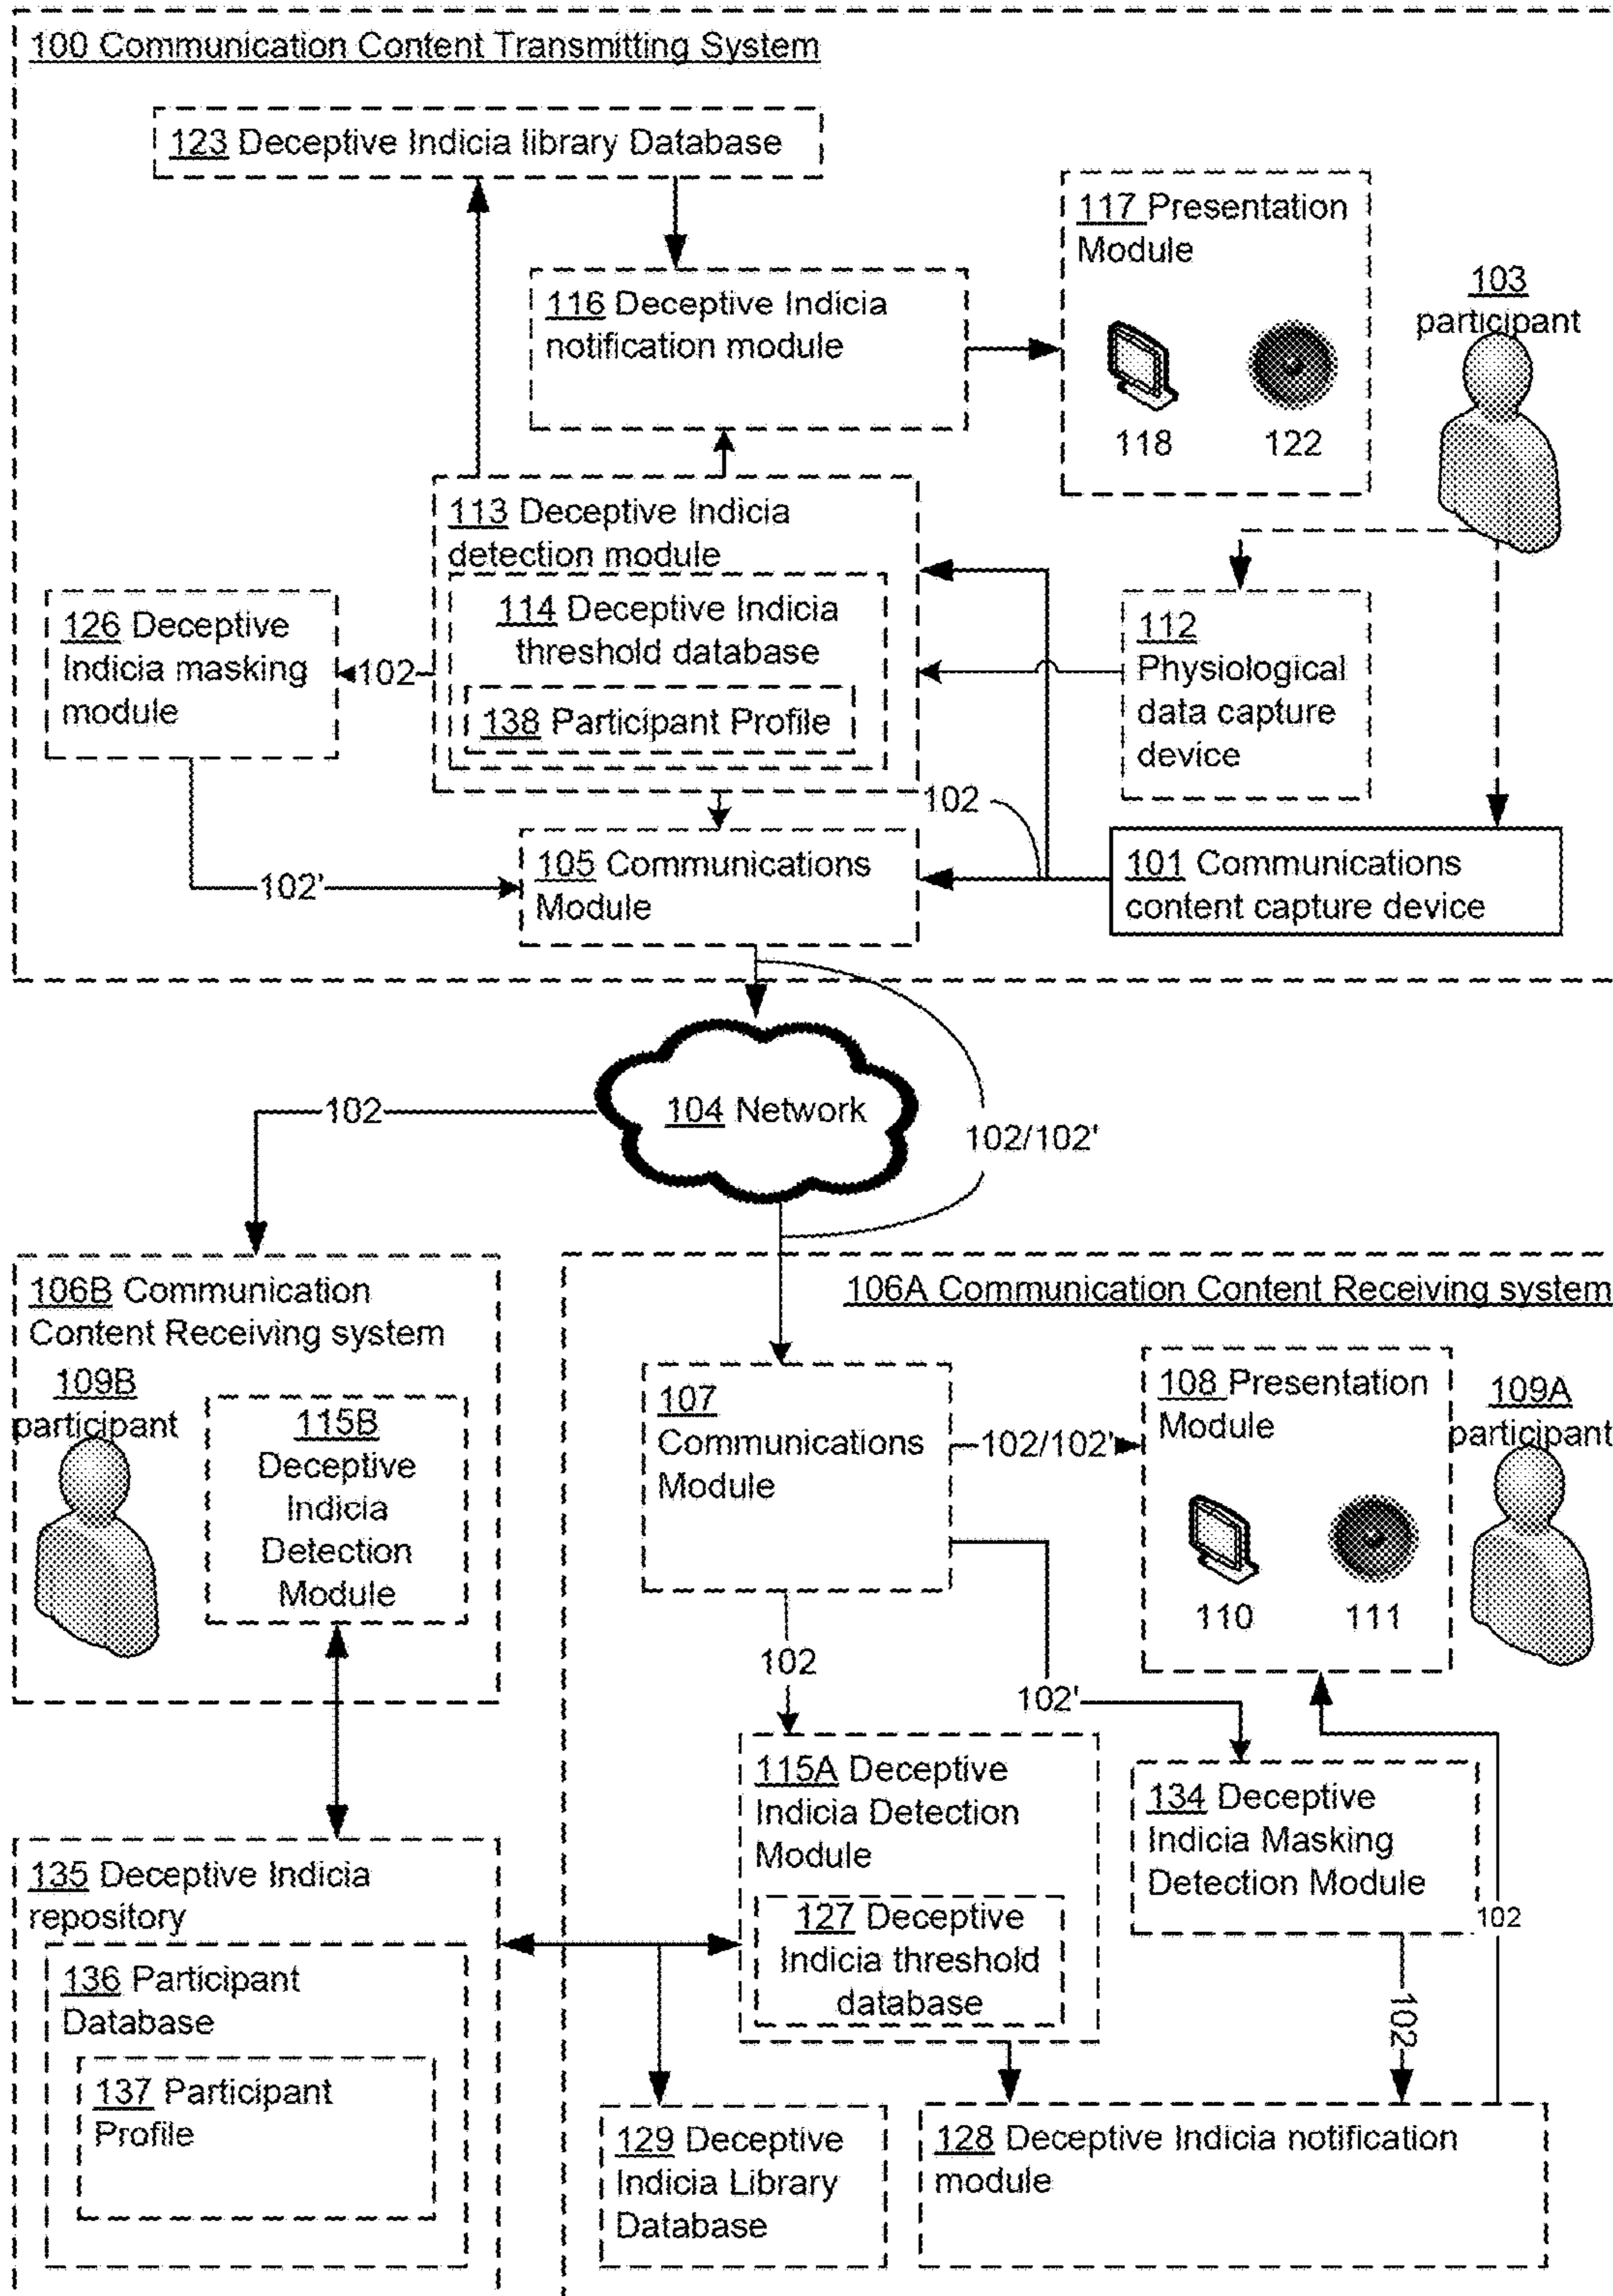 100 Communication Content Transmitting System
123 Deceptive Indicia library Database
117 Presentation
Module
118
122
103
participant
116 Deceptive Indicia
notification module
113 Deceptive Indicia
detection module
114 Deceptive Indicia
threshold database
138 Participant Profile
126 Deceptive
Indicia masking
module
102
112
Physiological
data capture
device
102
105 Communications
Module
102'
101 Communications
content capture device
104 Network
102
102/102'
106B Communication
Content Receiving system
109B
participant
115B
Deceptive
Indicia
Detection
Module
106A Communication Content Receiving system
107
Communications
Module
102/102'
108 Presentation
Module
110
111
109A
participant
102
102'
115A Deceptive
Indicia Detection
Module
127 Deceptive
Indicia threshold
database
134 Deceptive
Indicia Masking
Detection Module
102
102
135 Deceptive Indicia
repository
136 Participant
Database
137 Participant
Profile
129 Deceptive
Indicia Library
Database
128 Deceptive Indicia notification
module